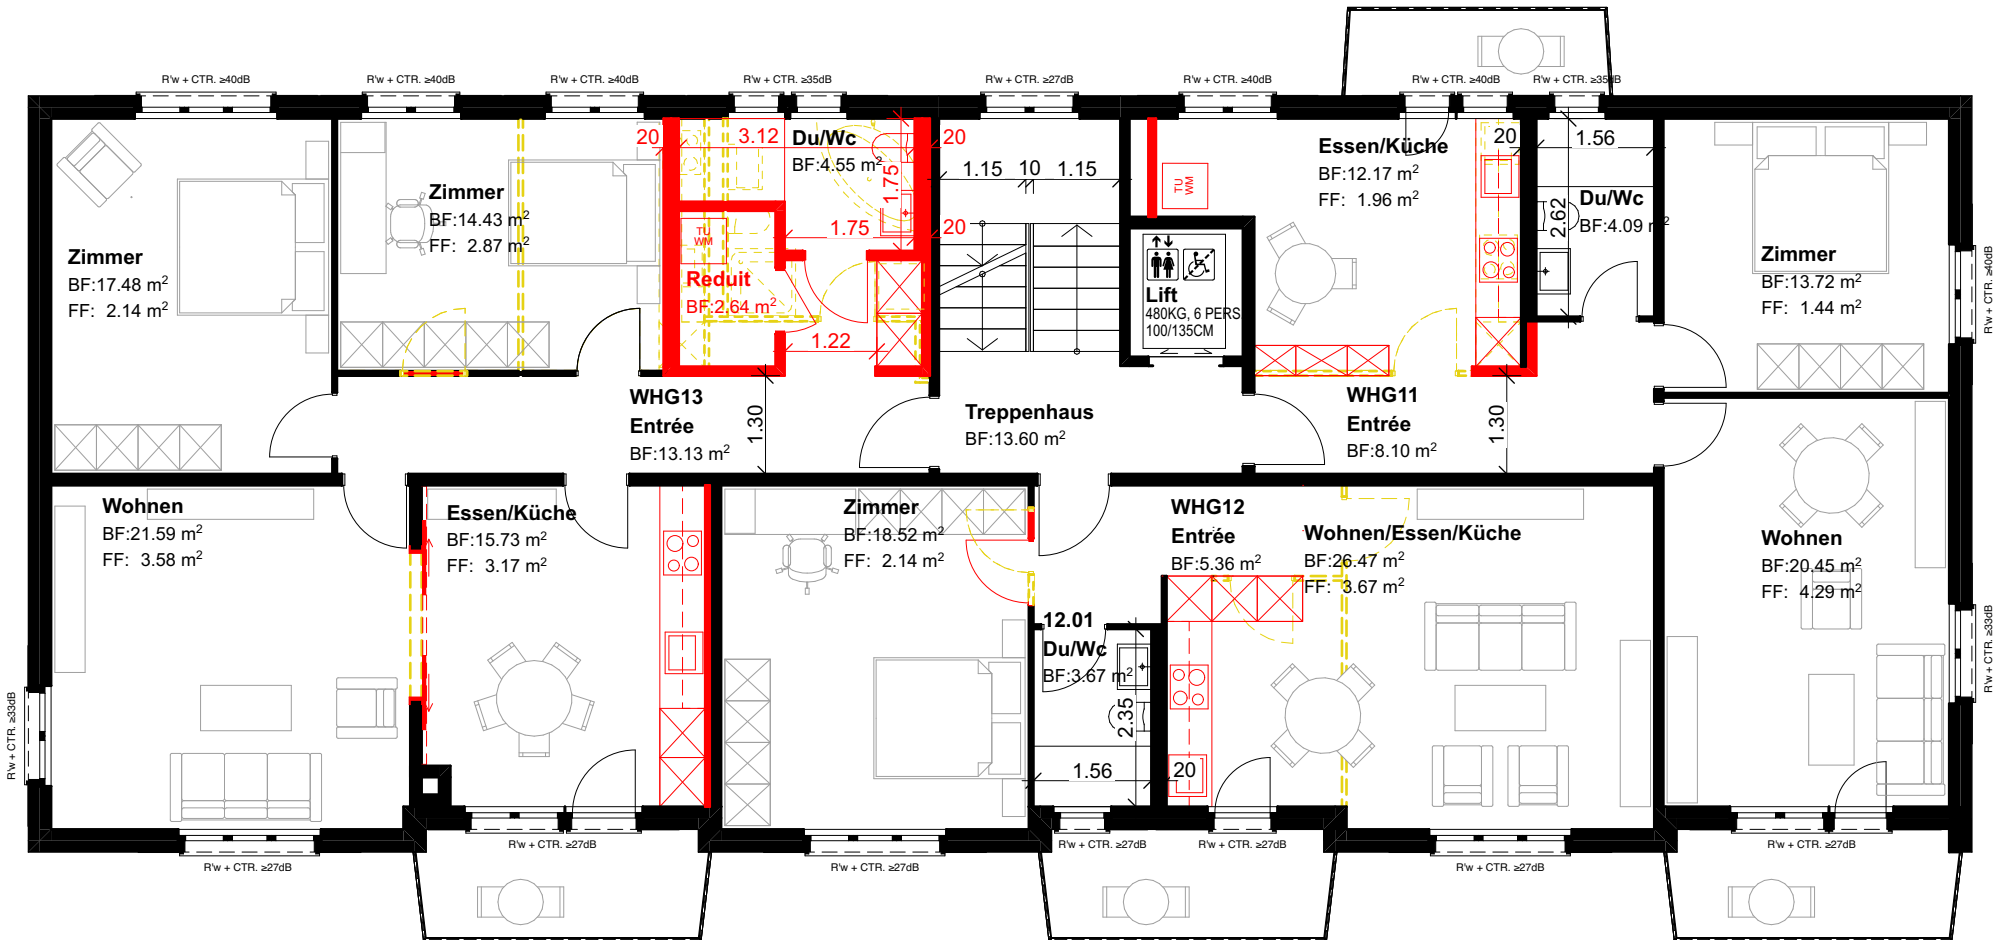 R'w + CTR. ≥40dB
R'w + CTR. ≥40dB
R'w + CTR. ≥40dB
R'w + CTR. ≥35dB
R'w + CTR. ≥27dB
R'w + CTR. ≥40dB
R'w + CTR. ≥40dB
R'w + CTR. ≥35dB
Zimmer
BF:17.48 m²
FF: 2.14 m²
Zimmer
BF:14.43 m²
FF: 2.87 m²
20
3.12
Du/Wc
BF:4.55 m²
1.75
1.75
20
20
TU
WM
Reduit
BF:2.64 m²
1.22
1.15
10
1.15
TU
WM
Lift
480KG, 6 PERS
100/135CM
Essen/Küche
BF:12.17 m²
FF: 1.96 m²
20
1.56
2.62
Du/Wc
BF:4.09 m²
Zimmer
BF:13.72 m²
FF: 1.44 m²
R'w + CTR. ≥40dB
WHG13
Entrée
BF:13.13 m²
1.30
Treppenhaus
BF:13.60 m²
WHG11
Entrée
BF:8.10 m²
1.30
Wohnen
BF:21.59 m²
FF: 3.58 m²
Essen/Küche
BF:15.73 m²
FF: 3.17 m²
Zimmer
BF:18.52 m²
FF: 2.14 m²
WHG12
Entrée
BF:5.36 m²
Wohnen/Essen/Küche
BF:26.47 m²
FF: 3.67 m²
Wohnen
BF:20.45 m²
FF: 4.29 m²
12.01
Du/Wc
BF:3.67 m²
2.35
1.56
20
R'w + CTR. ≥33dB
R'w + CTR. ≥33dB
R'w + CTR. ≥27dB
R'w + CTR. ≥27dB
R'w + CTR. ≥27dB
R'w + CTR. ≥27dB
R'w + CTR. ≥27dB
R'w + CTR. ≥27dB
R'w + CTR. ≥27dB